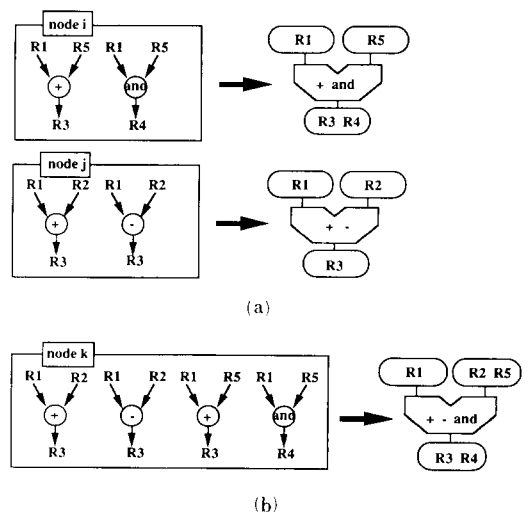 node i
R1 R5 R1 R5
+ and
R3 R4
R1 R5
+ and
R3 R4
node j
R1 R2 R1 R2
+ -
R3 R3
R1 R2
+ -
R3
(a)
node k
R1 R2 R1 R2 R1 R5 R1 R5
+ - + and
R3 R3 R3 R4
R1 R2 R5
+ - and
R3 R4
(b)